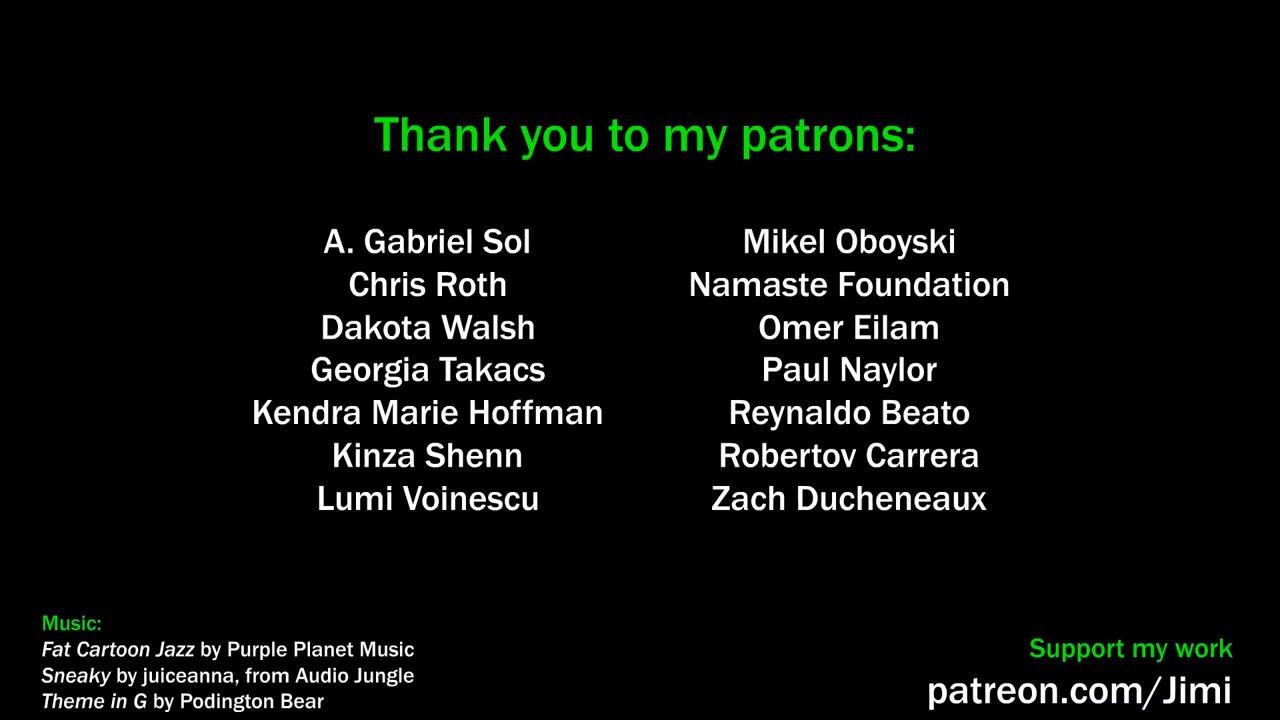 Thank you to my patrons:
A. Gabriel Sol
Chris Roth
Dakota Walsh
Georgia Takacs
Kendra Marie Hoffman
Kinza Shenn
Lumi Voinescu
Mikel Oboyski
Namaste Foundation
Omer Eilam
Paul Naylor
Reynaldo Beato
Robertov Carrera
Zach Ducheneaux
Music:
Fat Cartoon Jazz by Purple Planet Music
Sneaky by juiceanna, from Audio Jungle
Theme in G by Podington Bear
Support my work
patreon.com/Jimi